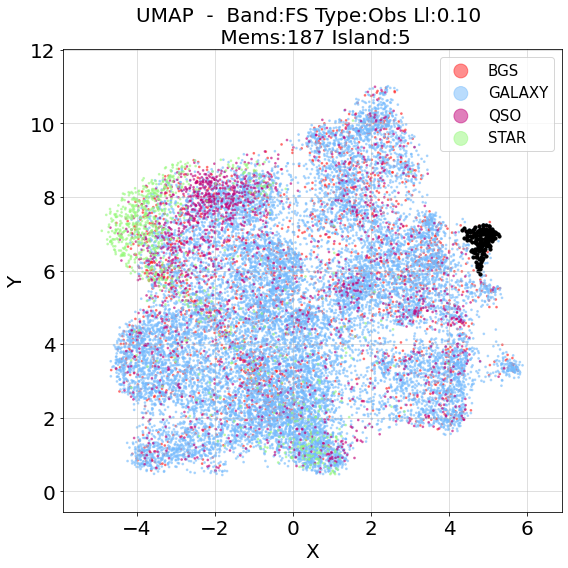 UMAP  -  Band:FS Type:Obs Ll:0.10
Mems:187 Island:5
BGS
GALAXY
QSO
STAR
12
10
8
6
4
2
0
Y
−4
−2
0
2
4
6
X